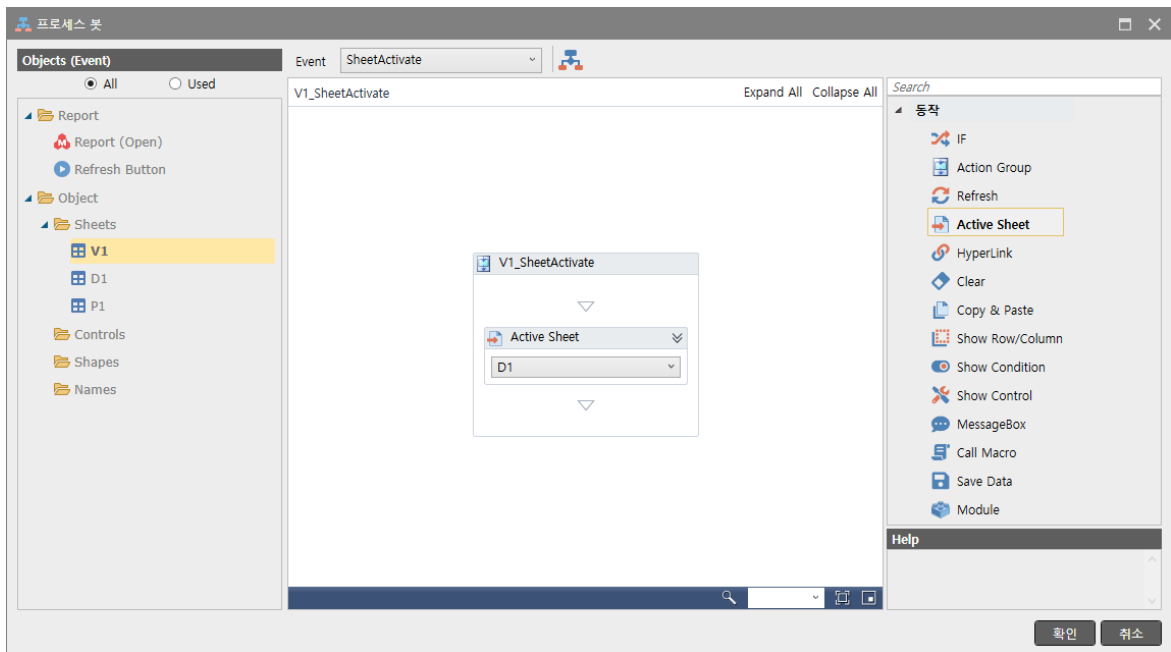 프로세스 봇
Objects (Event)
All
Used
Report
Report (Open)
Refresh Button
Object
Sheets
V1
D1
P1
Controls
Shapes
Names
Event
SheetActivate
V1_SheetActivate
Expand All
Collapse All
V1_SheetActivate
Active Sheet
D1
Search
동작
IF
Action Group
Refresh
Active Sheet
HyperLink
Clear
Copy & Paste
Show Row/Column
Show Condition
Show Control
MessageBox
Call Macro
Save Data
Module
Help
확인
취소